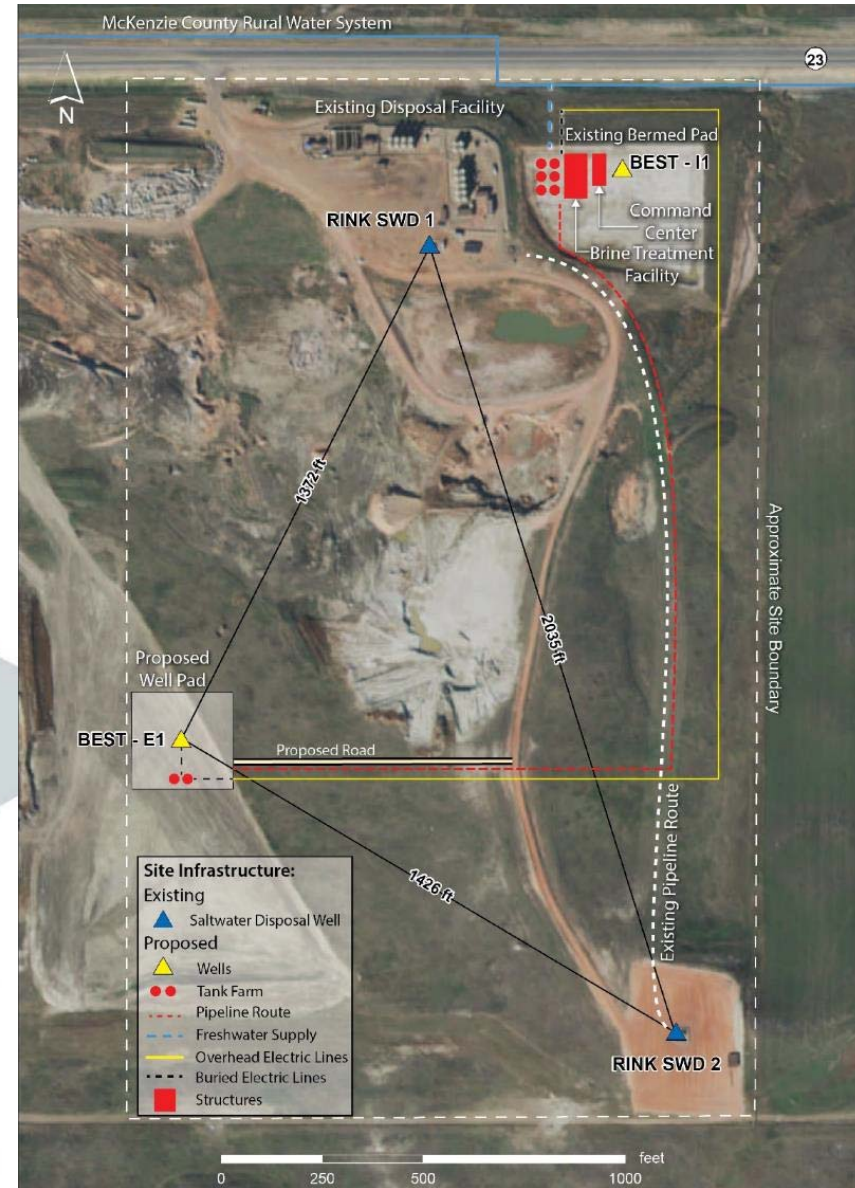 McKenzie County Rural Water System
23
N
Existing Disposal Facility
Existing Bermed Pad
BEST - I1
RINK SWD 1
Command
Center
Brine Treatment
Facility
1372 ft
2035 ft
Approximate Site Boundary
Proposed
Well Pad
BEST - E1
Proposed Road
1426 ft
Existing Pipeline Route
RINK SWD 2
Site Infrastructure:
Existing
Saltwater Disposal Well
Proposed
Wells
Tank Farm
Pipeline Route
Freshwater Supply
Overhead Electric Lines
Buried Electric Lines
Structures
feet
0 250 500 1000